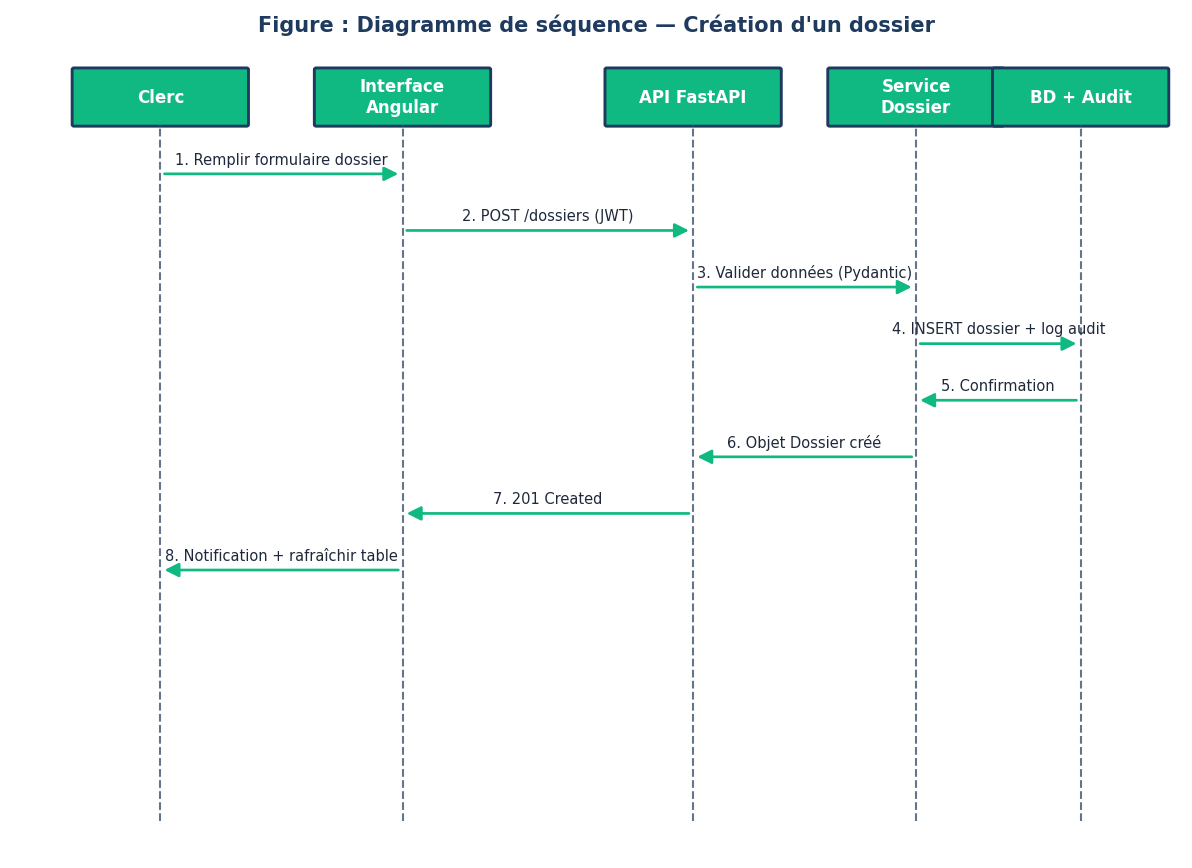 Figure : Diagramme de séquence — Création d'un dossier
Clerc
Interface
Angular
API FastAPI
Service
Dossier
BD + Audit
1. Remplir formulaire dossier
2. POST /dossiers (JWT)
3. Valider données (Pydantic)
4. INSERT dossier + log audit
5. Confirmation
6. Objet Dossier créé
7. 201 Created
8. Notification + rafraîchir table